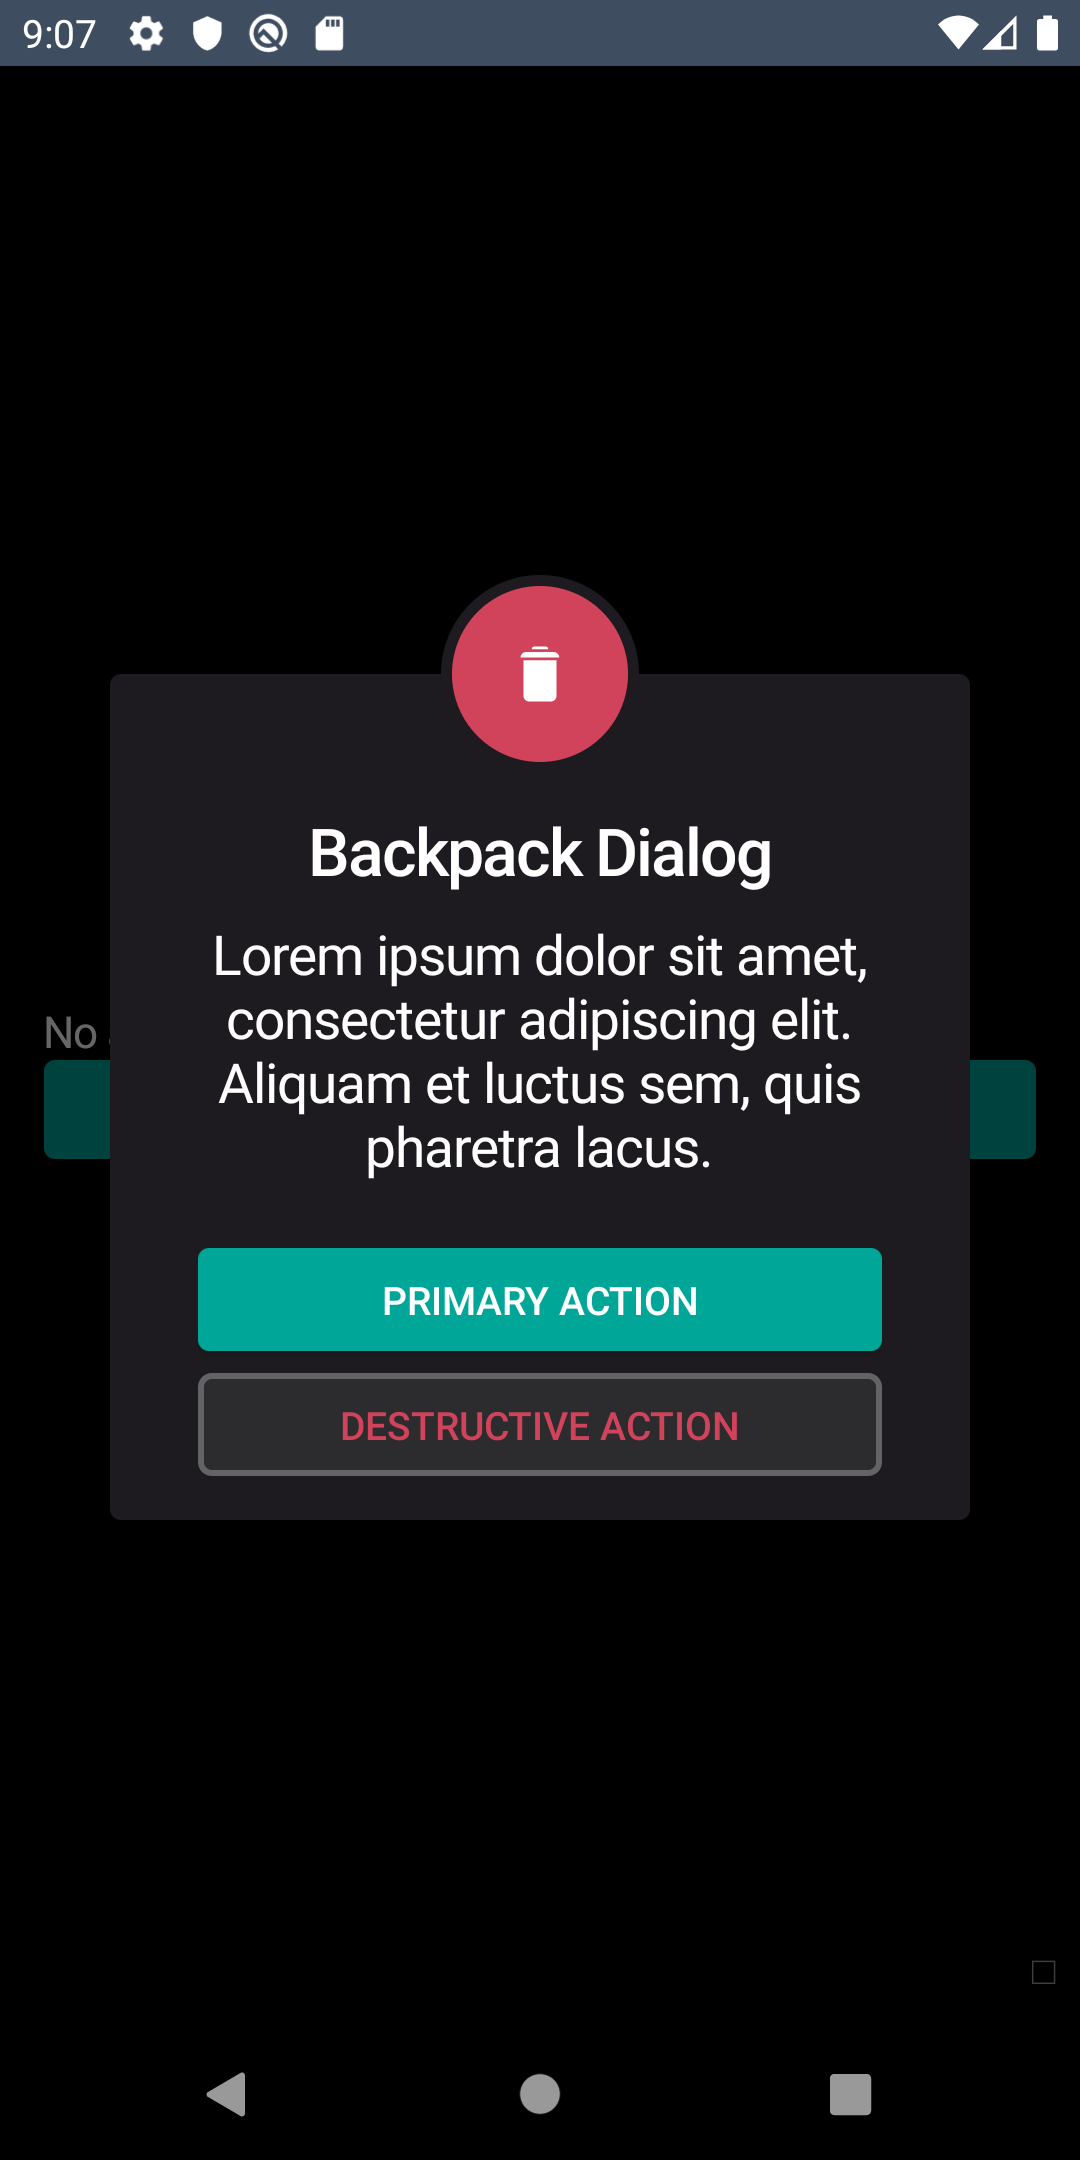 9:07
Backpack Dialog
Lorem ipsum dolor sit amet,
consectetur adipiscing elit.
Aliquam et luctus sem, quis
pharetra lacus.
No
PRIMARY ACTION
DESTRUCTIVE ACTION